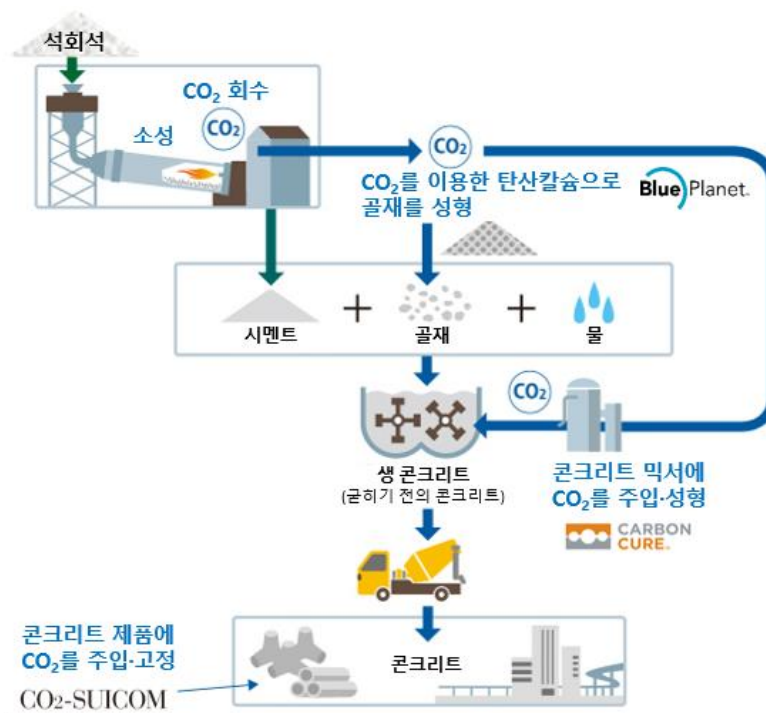 석회석
CO₂ 회수
CO₂
소성
CO₂
CO₂를 이용한 탄산칼슘으로
골재를 성형
Blue Planet.
시멘트
골재
물
CO₂
생 콘크리트
(굳히기 전의 콘크리트)
콘크리트 믹서에
CO₂를 주입·성형
CARBON
CURE.
콘크리트 제품에
CO₂를 주입·고정
CO₂-SUICOM
콘크리트